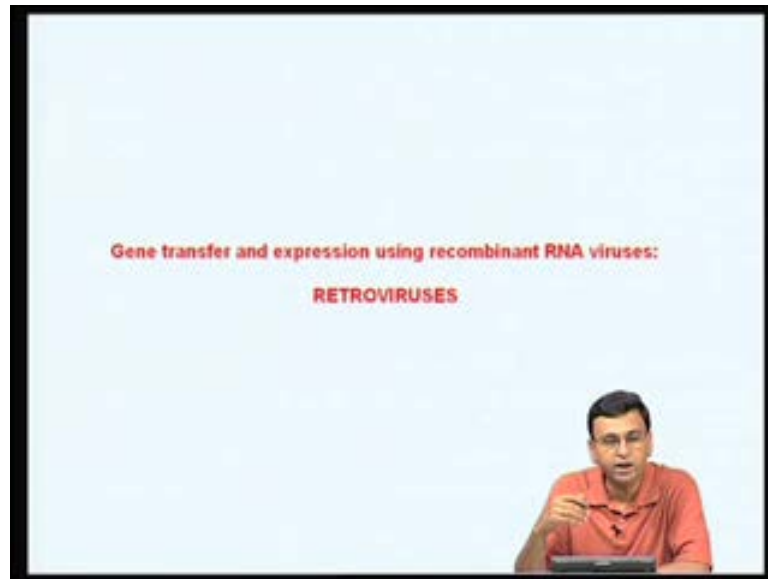 Gene transfer and expression using recombinant RNA viruses:
RETROVIRUSES